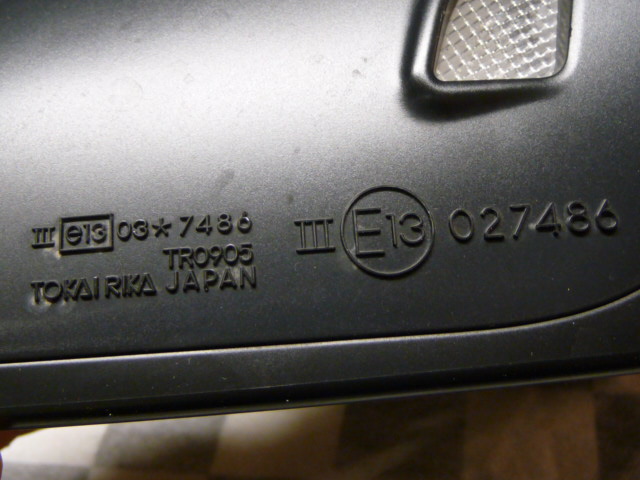 III e13 03*7486
TR0905
TOKAI RIKA JAPAN
III E13 027486